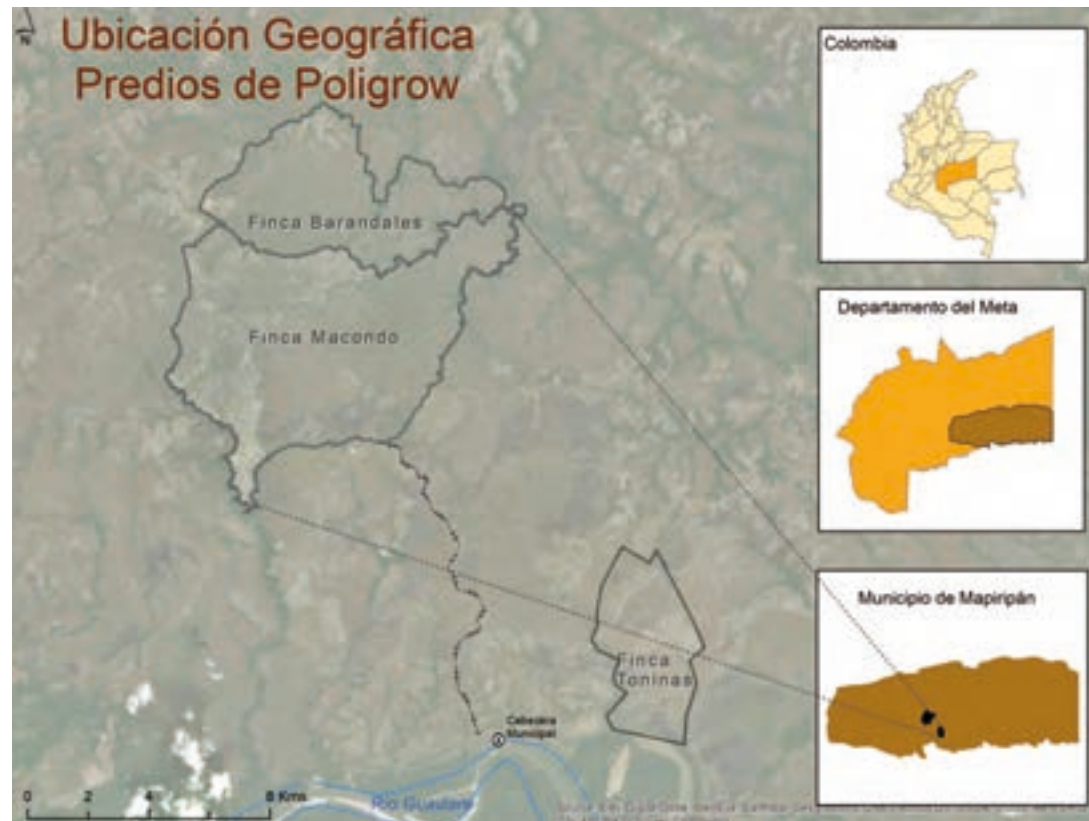 N
Ubicación Geográfica
Predios de Poligrow
Colombia
Finca Barandales
Finca Macondo
Departamento del Meta
Municipio de Mapiripán
Finca
Toninas
Cabecera
Municipal
0 2 4 8 Kms
Río Guaviare